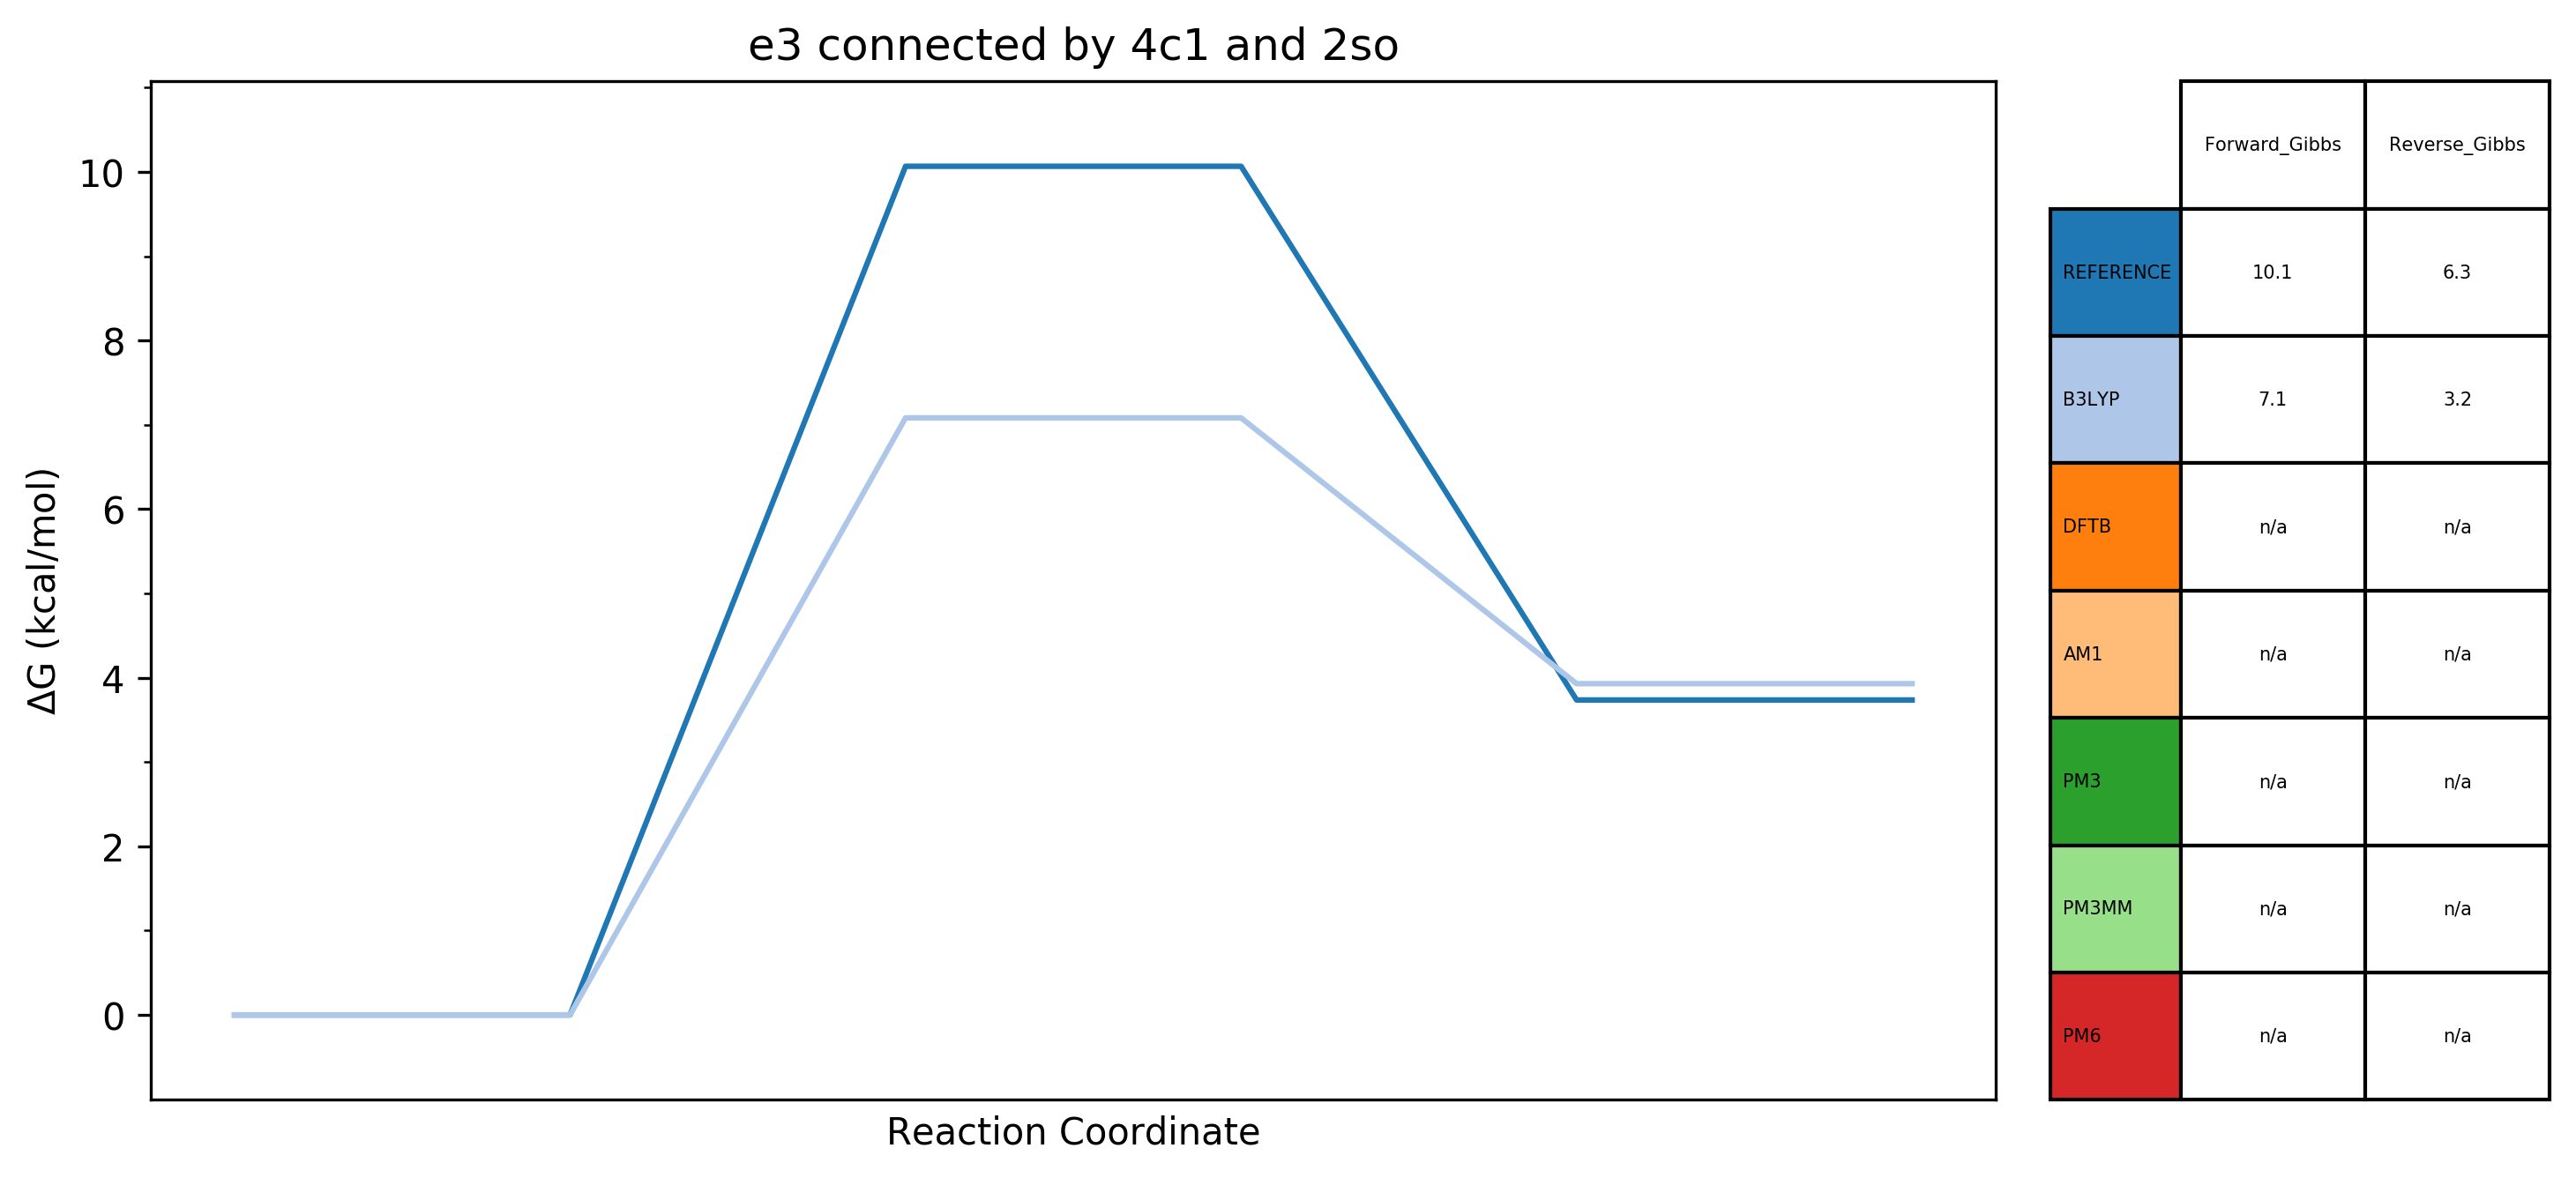 e3 connected by 4c1 and 2so
10
8
6
4
2
0
ΔG (kcal/mol)
Reaction Coordinate
Forward_Gibbs Reverse_Gibbs
REFERENCE 10.1 6.3
B3LYP 7.1 3.2
DFTB n/a n/a
AM1 n/a n/a
PM3 n/a n/a
PM3MM n/a n/a
PM6 n/a n/a